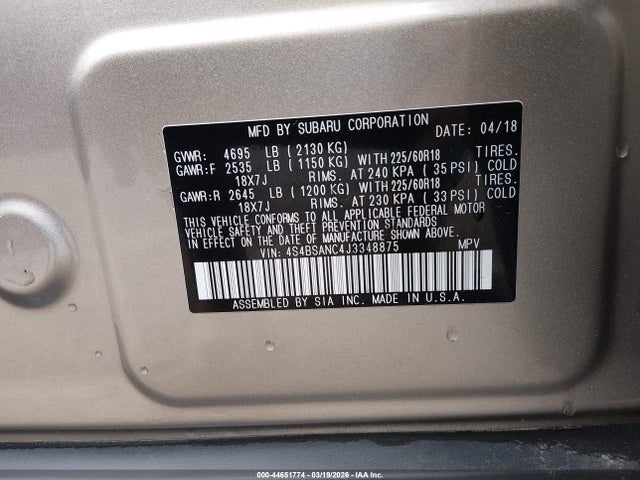 MFD BY SUBARU CORPORATION DATE: 04/18
GVWR: 4695 LB ( 2130 KG)
GAWR:F 2535 LB ( 1150 KG) WITH 225/60R18 TIRES.
18X7J RIMS. AT 240 KPA ( 35 PSI) COLD
GAWR:R 2645 LB ( 1200 KG) WITH 225/60R18 TIRES.
18X7J RIMS. AT 230 KPA ( 33 PSI) COLD
THIS VEHICLE CONFORMS TO ALL APPLICABLE FEDERAL MOTOR
VEHICLE SAFETY AND THEFT PREVENTION STANDARDS
IN EFFECT ON THE DATE OF MANUFACTURE SHOWN ABOVE.
VIN: 4S4BSANC4J3348875 MPV
ASSEMBLED BY SIA INC. MADE IN U.S.A.
000-44651774 | 03/19/2026 | © IAA Inc.